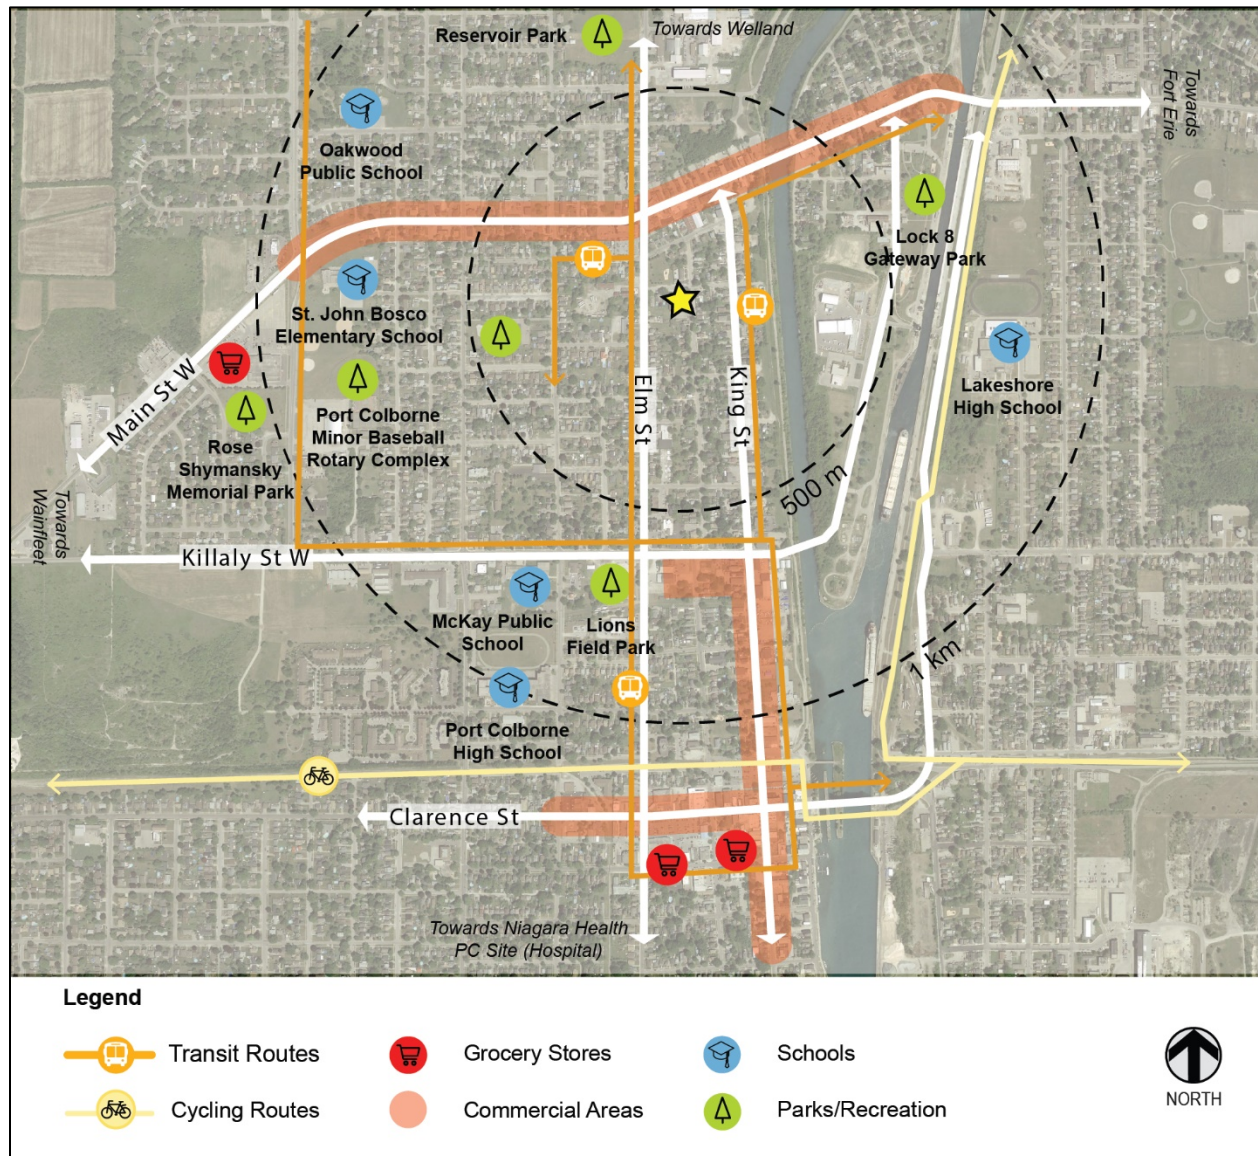 Reservoir Park
Towards Welland
Towards
Fort Erie
Oakwood
Public School
Lock 8
Gateway Park
St. John Bosco
Elementary School
Lakeshore
High School
Main St W
Elm St
King St
Port Colborne
Minor Baseball
Rotary Complex
Rose
Shymansky
Memorial Park
500 m
Towards
Wainfleet
Killaly St W
McKay Public
School
Lions
Field Park
1 km
Port Colborne
High School
Clarence St
Towards Niagara Health
PC Site (Hospital)
Legend
Transit Routes
Grocery Stores
Schools
Cycling Routes
Commercial Areas
Parks/Recreation
NORTH